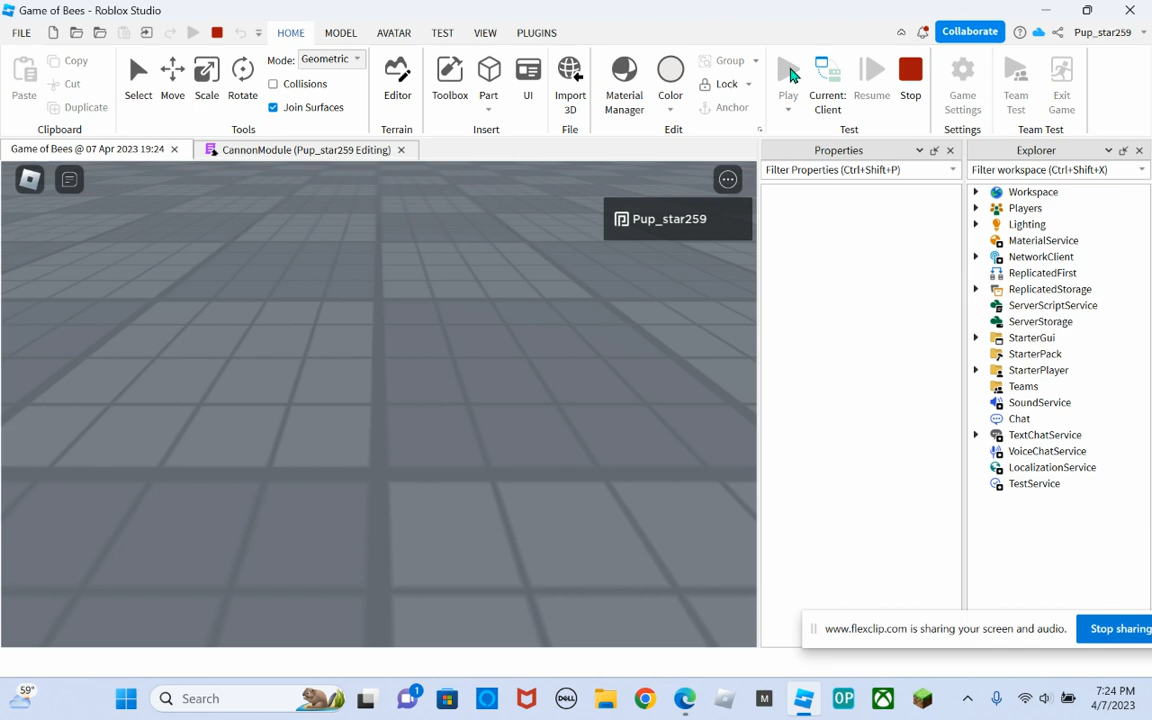 Game of Bees - Roblox Studio
FILE HOME MODEL AVATAR TEST VIEW PLUGINS Collaborate Pup_star259
Paste Copy Cut Duplicate Clipboard
Select Move Scale Rotate Mode: Geometric Collisions Join Surfaces Tools
Editor Terrain
Toolbox Part UI Insert
Import 3D File
Material Manager Color Group Lock Anchor Edit
Play Current: Client Resume Stop Test
Game Settings Settings
Team Test Exit Game Team Test
Game of Bees @ 07 Apr 2023 19:24 CannonModule (Pup_star259 Editing)
Pup_star259
Properties
Filter Properties (Ctrl+Shift+P)
Explorer
Filter workspace (Ctrl+Shift+X)
Workspace
Players
Lighting
MaterialService
NetworkClient
ReplicatedFirst
ReplicatedStorage
ServerScriptService
ServerStorage
StarterGui
StarterPack
StarterPlayer
Teams
SoundService
Chat
TextChatService
VoiceChatService
LocalizationService
TestService
www.flexclip.com is sharing your screen and audio. Stop sharing
59°
Search
1
DELL
M
OP
7:24 PM
4/7/2023